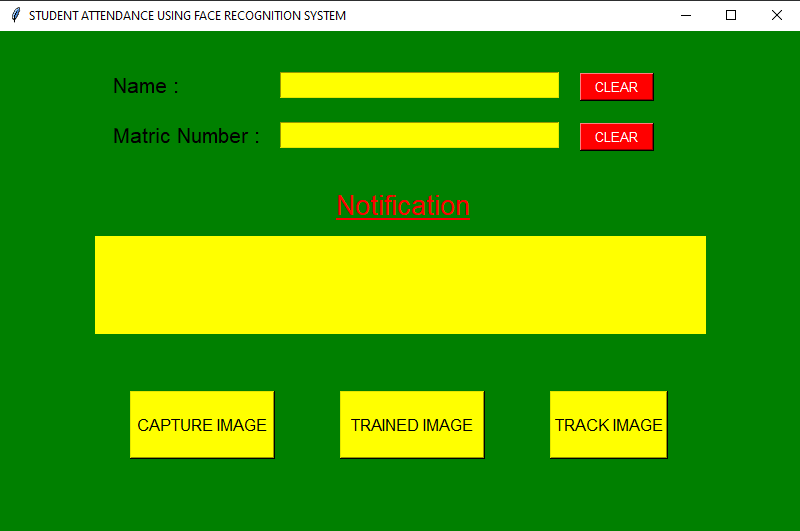 STUDENT ATTENDANCE USING FACE RECOGNITION SYSTEM
Name :
CLEAR
Matric Number :
CLEAR
Notification
CAPTURE IMAGE
TRAINED IMAGE
TRACK IMAGE